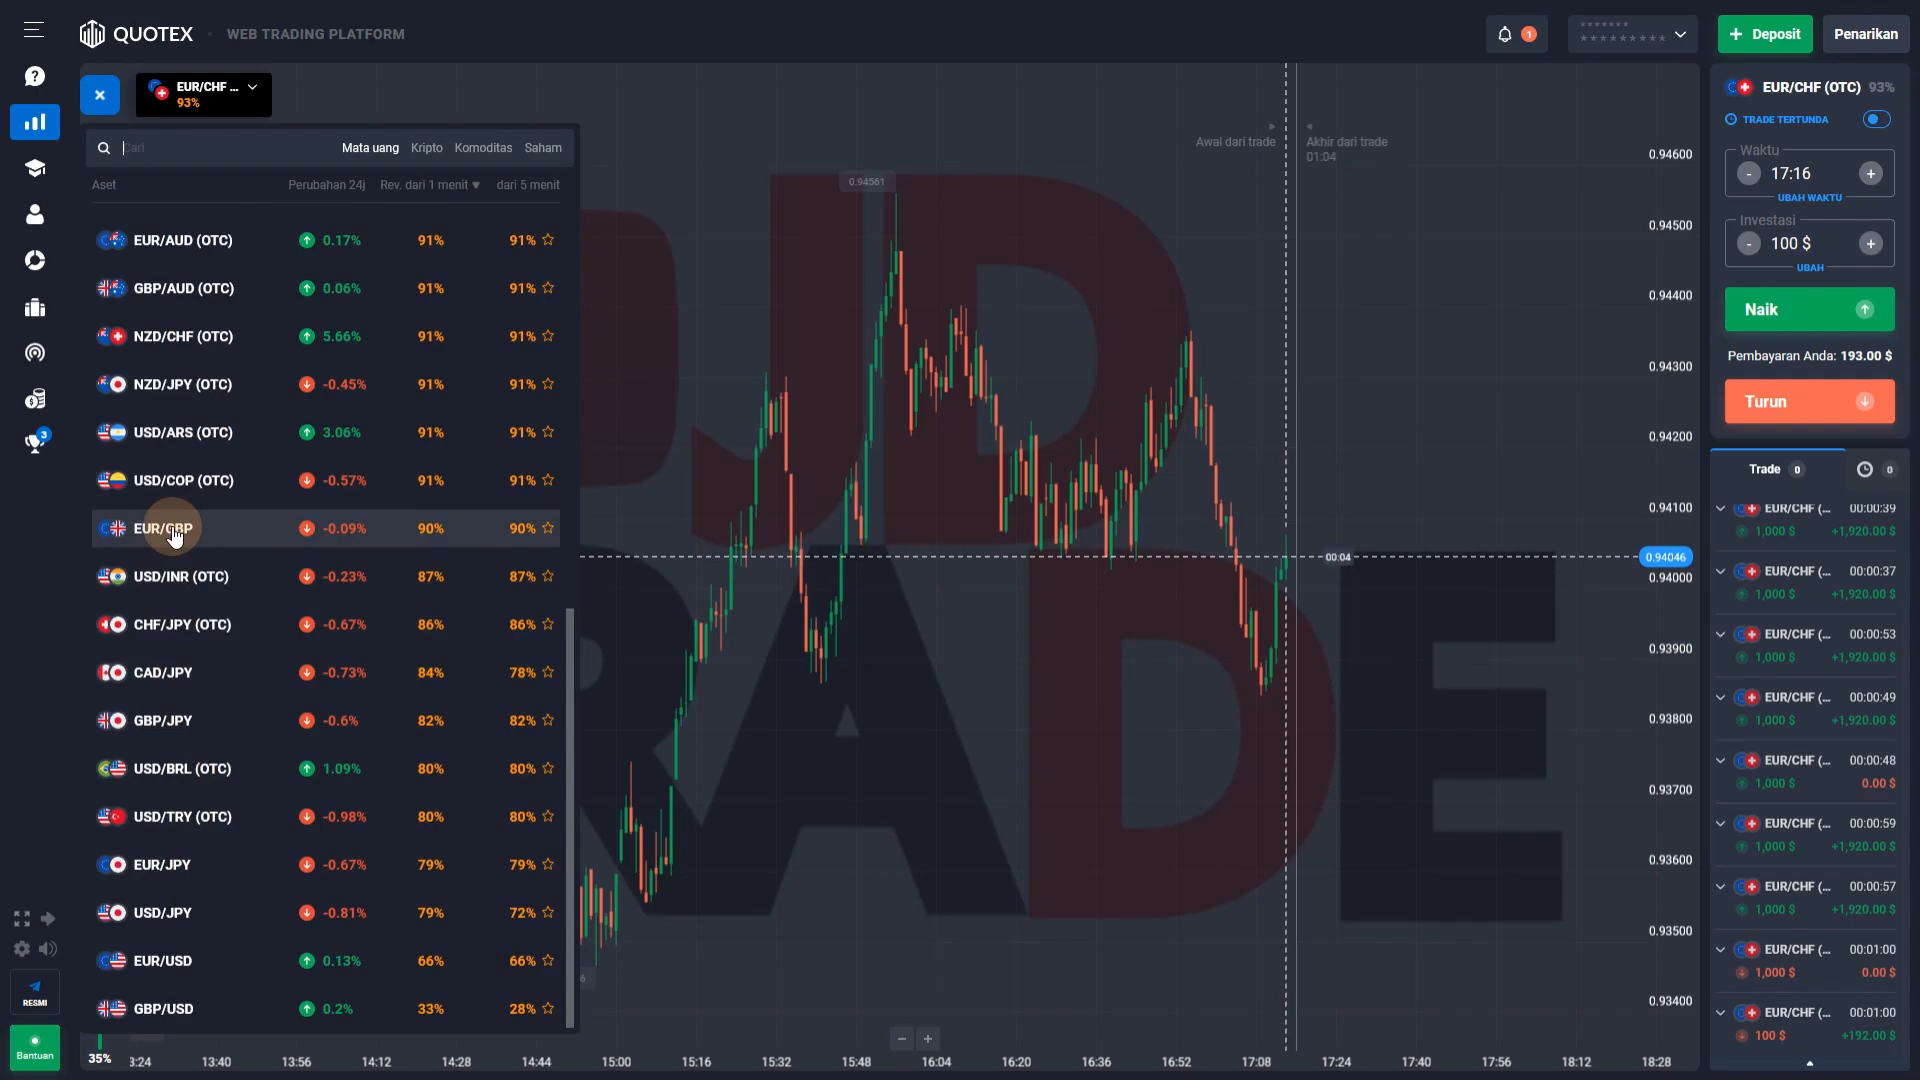 QUOTEX
WEB TRADING PLATFORM
1
*******
*********
Deposit
Penarikan
EUR/CHF ...
93%
Cari
Mata uang
Kripto
Komoditas
Saham
Aset
Perubahan 24j
Rev. dari 1 menit
dari 5 menit
EUR/AUD (OTC) 0.17% 91% 91%
GBP/AUD (OTC) 0.06% 91% 91%
NZD/CHF (OTC) 5.66% 91% 91%
NZD/JPY (OTC) -0.45% 91% 91%
USD/ARS (OTC) 3.06% 91% 91%
USD/COP (OTC) -0.57% 91% 91%
EUR/GBP -0.09% 90% 90%
USD/INR (OTC) -0.23% 87% 87%
CHF/JPY (OTC) -0.67% 86% 86%
CAD/JPY -0.73% 84% 78%
GBP/JPY -0.6% 82% 82%
USD/BRL (OTC) 1.09% 80% 80%
USD/TRY (OTC) -0.98% 80% 80%
EUR/JPY -0.67% 79% 79%
USD/JPY -0.81% 79% 72%
EUR/USD 0.13% 66% 66%
GBP/USD 0.2% 33% 28%
3
RESMI
Bantuan
35%
Awal dari trade
Akhir dari trade
01:04
0.94561
TRADE
00:04
0.94600
0.94500
0.94400
0.94300
0.94200
0.94100
0.94046
0.94000
0.93900
0.93800
0.93700
0.93600
0.93500
0.93400
3:24 13:40 13:56 14:12 14:28 14:44 15:00 15:16 15:32 15:48 16:04 16:20 16:36 16:52 17:08 17:24 17:40 17:56 18:12 18:28
EUR/CHF (OTC) 93%
TRADE TERTUNDA
Waktu
- 17:16 +
UBAH WAKTU
Investasi
- 100 $ +
UBAH
Naik
Pembayaran Anda: 193.00 $
Turun
Trade 0
0
EUR/CHF (... 00:00:39
1,000 $ +1,920.00 $
EUR/CHF (... 00:00:37
1,000 $ +1,920.00 $
EUR/CHF (... 00:00:53
1,000 $ +1,920.00 $
EUR/CHF (... 00:00:49
1,000 $ +1,920.00 $
EUR/CHF (... 00:00:48
1,000 $ 0.00 $
EUR/CHF (... 00:00:59
1,000 $ +1,920.00 $
EUR/CHF (... 00:00:57
1,000 $ +1,920.00 $
EUR/CHF (... 00:01:00
1,000 $ 0.00 $
EUR/CHF (... 00:01:00
100 $ +192.00 $